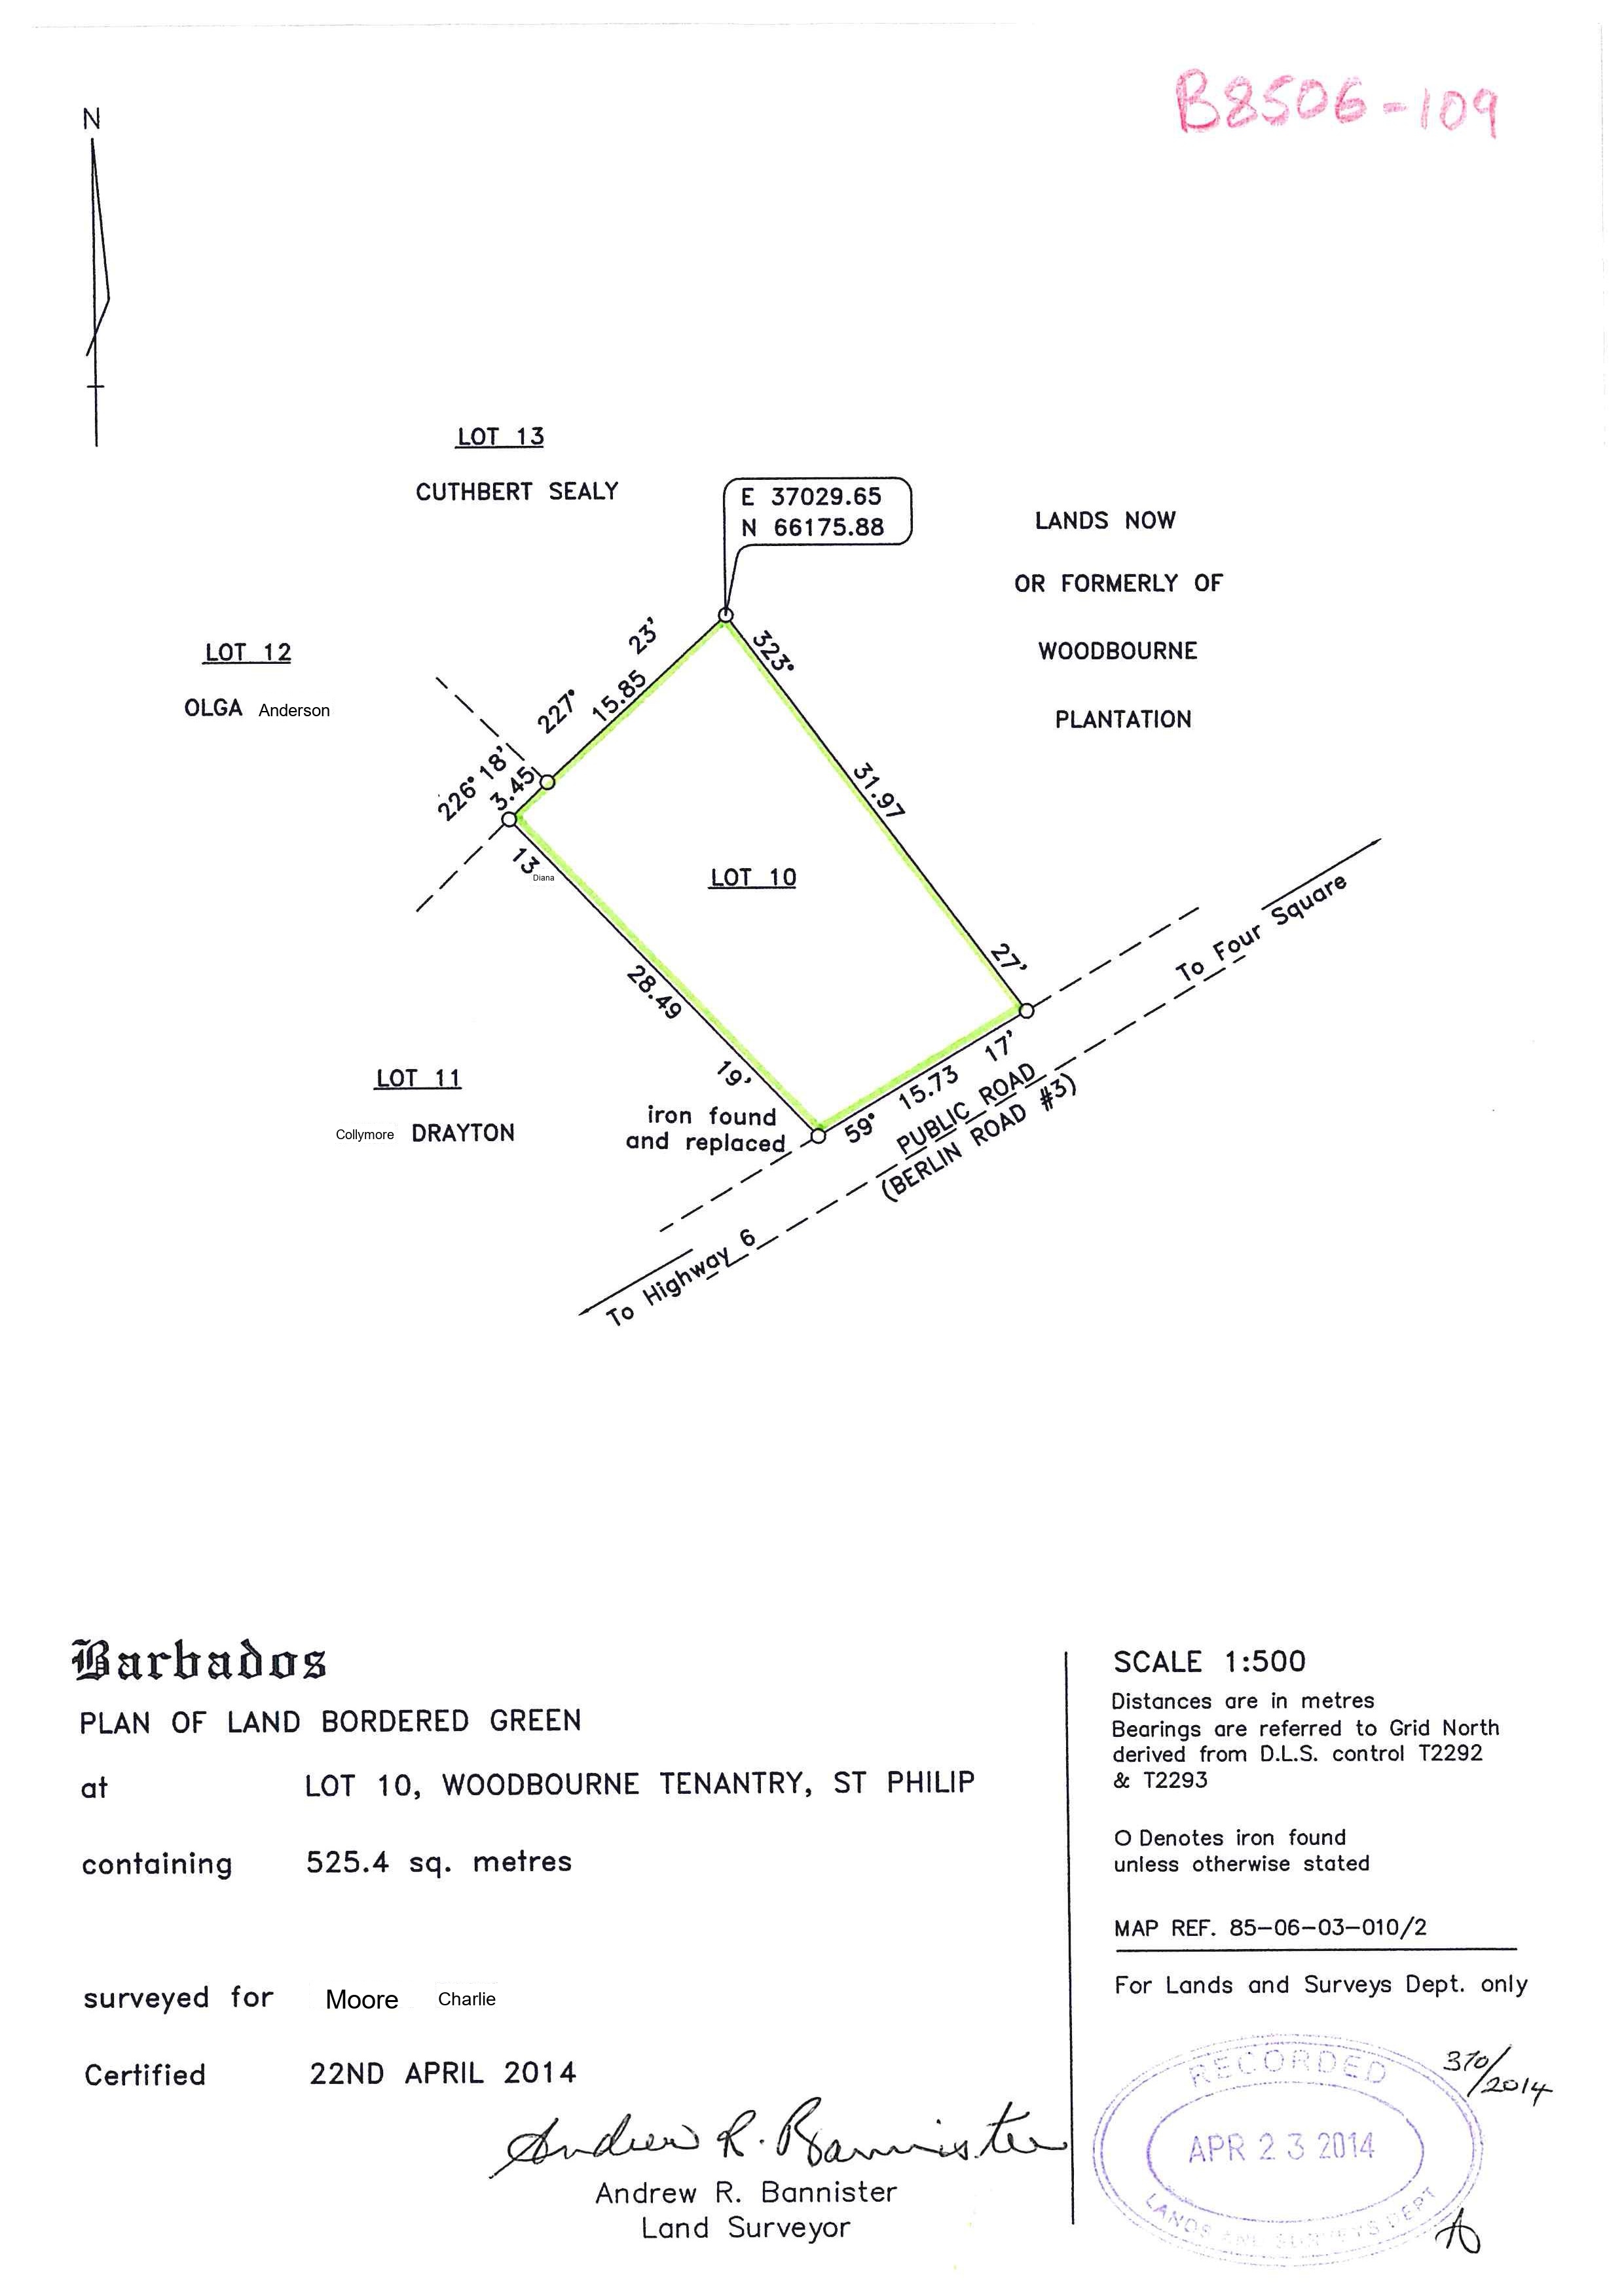 B8506-109
N
LOT 13
CUTHBERT SEALY
E 37029.65
N 66175.88
LANDS NOW
OR FORMERLY OF
WOODBOURNE
PLANTATION
LOT 12
OLGA Anderson
227° 23'
15.85
323° 27'
31.97
226° 18'
3.45
13 Diana 19'
28.49
LOT 10
LOT 11
Collymore DRAYTON
iron found
and replaced
59° 17'
15.73
PUBLIC ROAD
(BERLIN ROAD #3)
To Four Square
To Highway 6
Barbados
PLAN OF LAND BORDERED GREEN
at LOT 10, WOODBOURNE TENANTRY, ST PHILIP
containing 525.4 sq. metres
surveyed for Moore Charlie
Certified 22ND APRIL 2014
Andrew R. Bannister
Andrew R. Bannister
Land Surveyor
SCALE 1:500
Distances are in metres
Bearings are referred to Grid North
derived from D.L.S. control T2292
& T2293
O Denotes iron found
unless otherwise stated
MAP REF. 85-06-03-010/2
For Lands and Surveys Dept. only
370/2014
RECORDED
APR 23 2014
LANDS AND SURVEYS DEPT